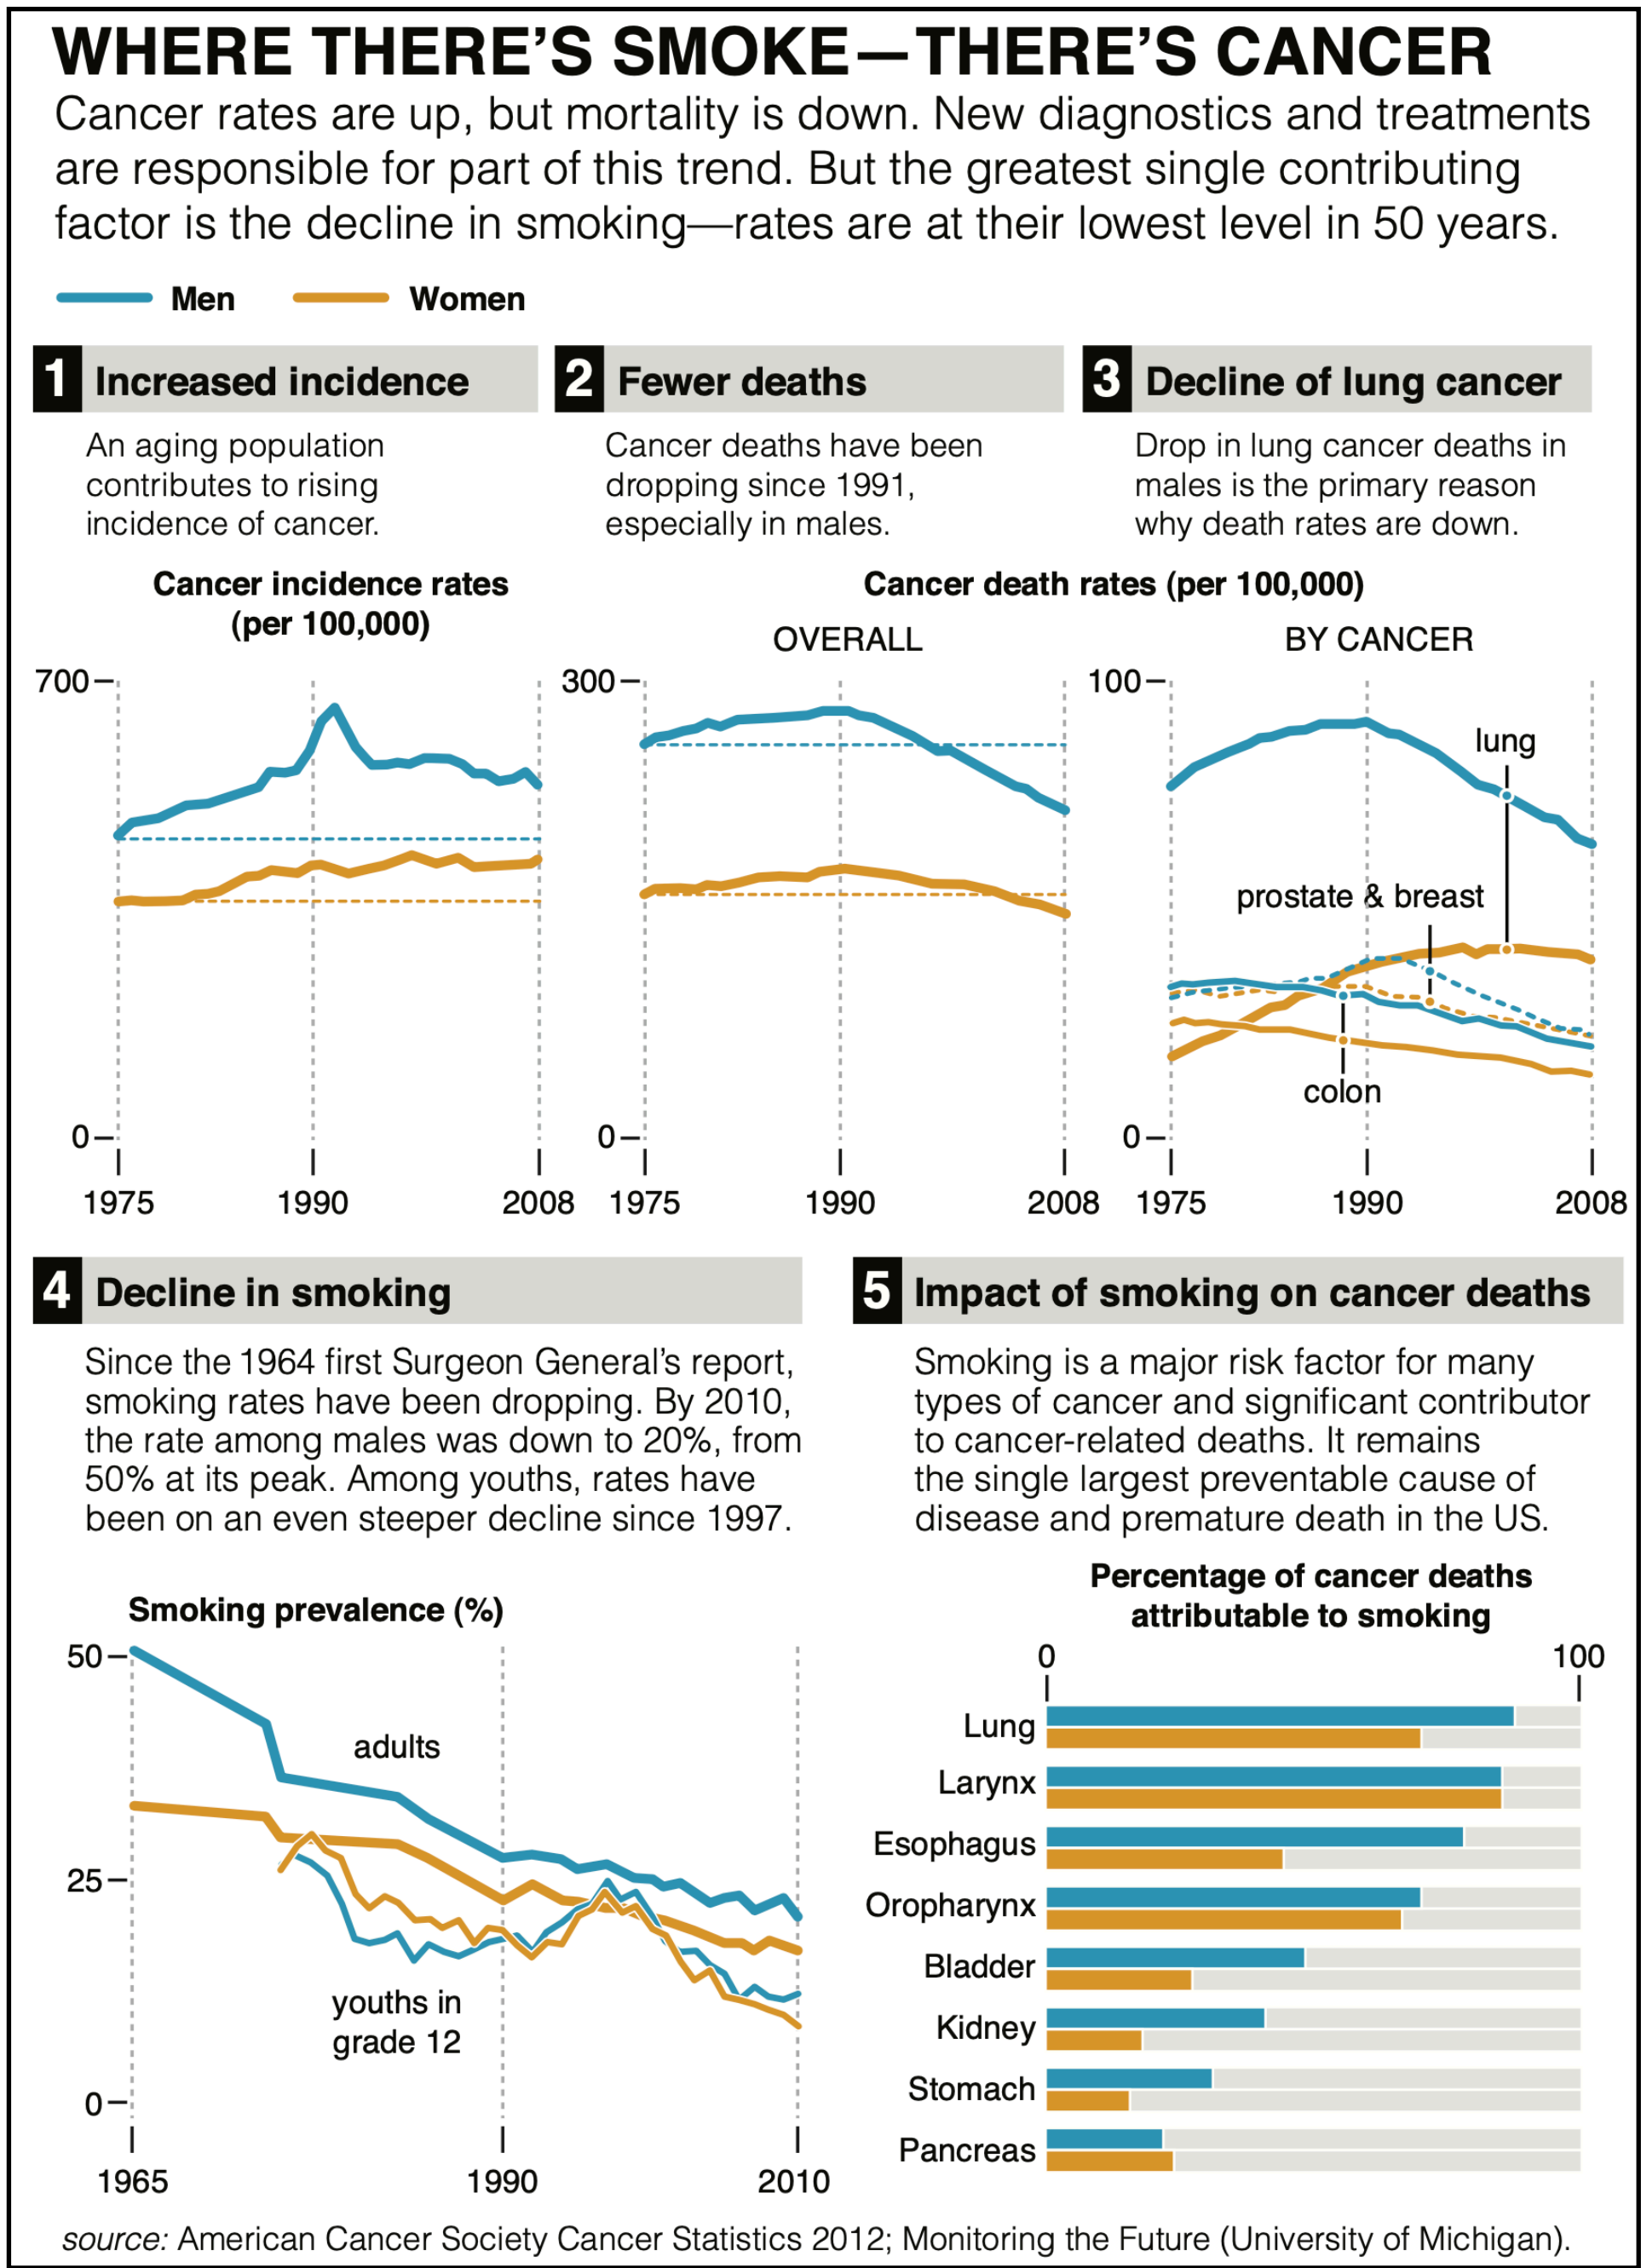 WHERE THERE’S SMOKE—THERE’S CANCER
Cancer rates are up, but mortality is down. New diagnostics and treatments
are responsible for part of this trend. But the greatest single contributing
factor is the decline in smoking—rates are at their lowest level in 50 years.
Men
Women
1 Increased incidence
An aging population
contributes to rising
incidence of cancer.
2 Fewer deaths
Cancer deaths have been
dropping since 1991,
especially in males.
3 Decline of lung cancer
Drop in lung cancer deaths in
males is the primary reason
why death rates are down.
Cancer incidence rates
(per 100,000)
700
0
1975
1990
2008
Cancer death rates (per 100,000)
OVERALL
300
0
1975
1990
2008
BY CANCER
100
lung
prostate & breast
colon
0
1975
1990
2008
4 Decline in smoking
Since the 1964 first Surgeon General’s report,
smoking rates have been dropping. By 2010,
the rate among males was down to 20%, from
50% at its peak. Among youths, rates have
been on an even steeper decline since 1997.
Smoking prevalence (%)
50
adults
25
youths in
grade 12
0
1965
1990
2010
5 Impact of smoking on cancer deaths
Smoking is a major risk factor for many
types of cancer and significant contributor
to cancer-related deaths. It remains
the single largest preventable cause of
disease and premature death in the US.
Percentage of cancer deaths
attributable to smoking
0
100
Lung
Larynx
Esophagus
Oropharynx
Bladder
Kidney
Stomach
Pancreas
source: American Cancer Society Cancer Statistics 2012; Monitoring the Future (University of Michigan).